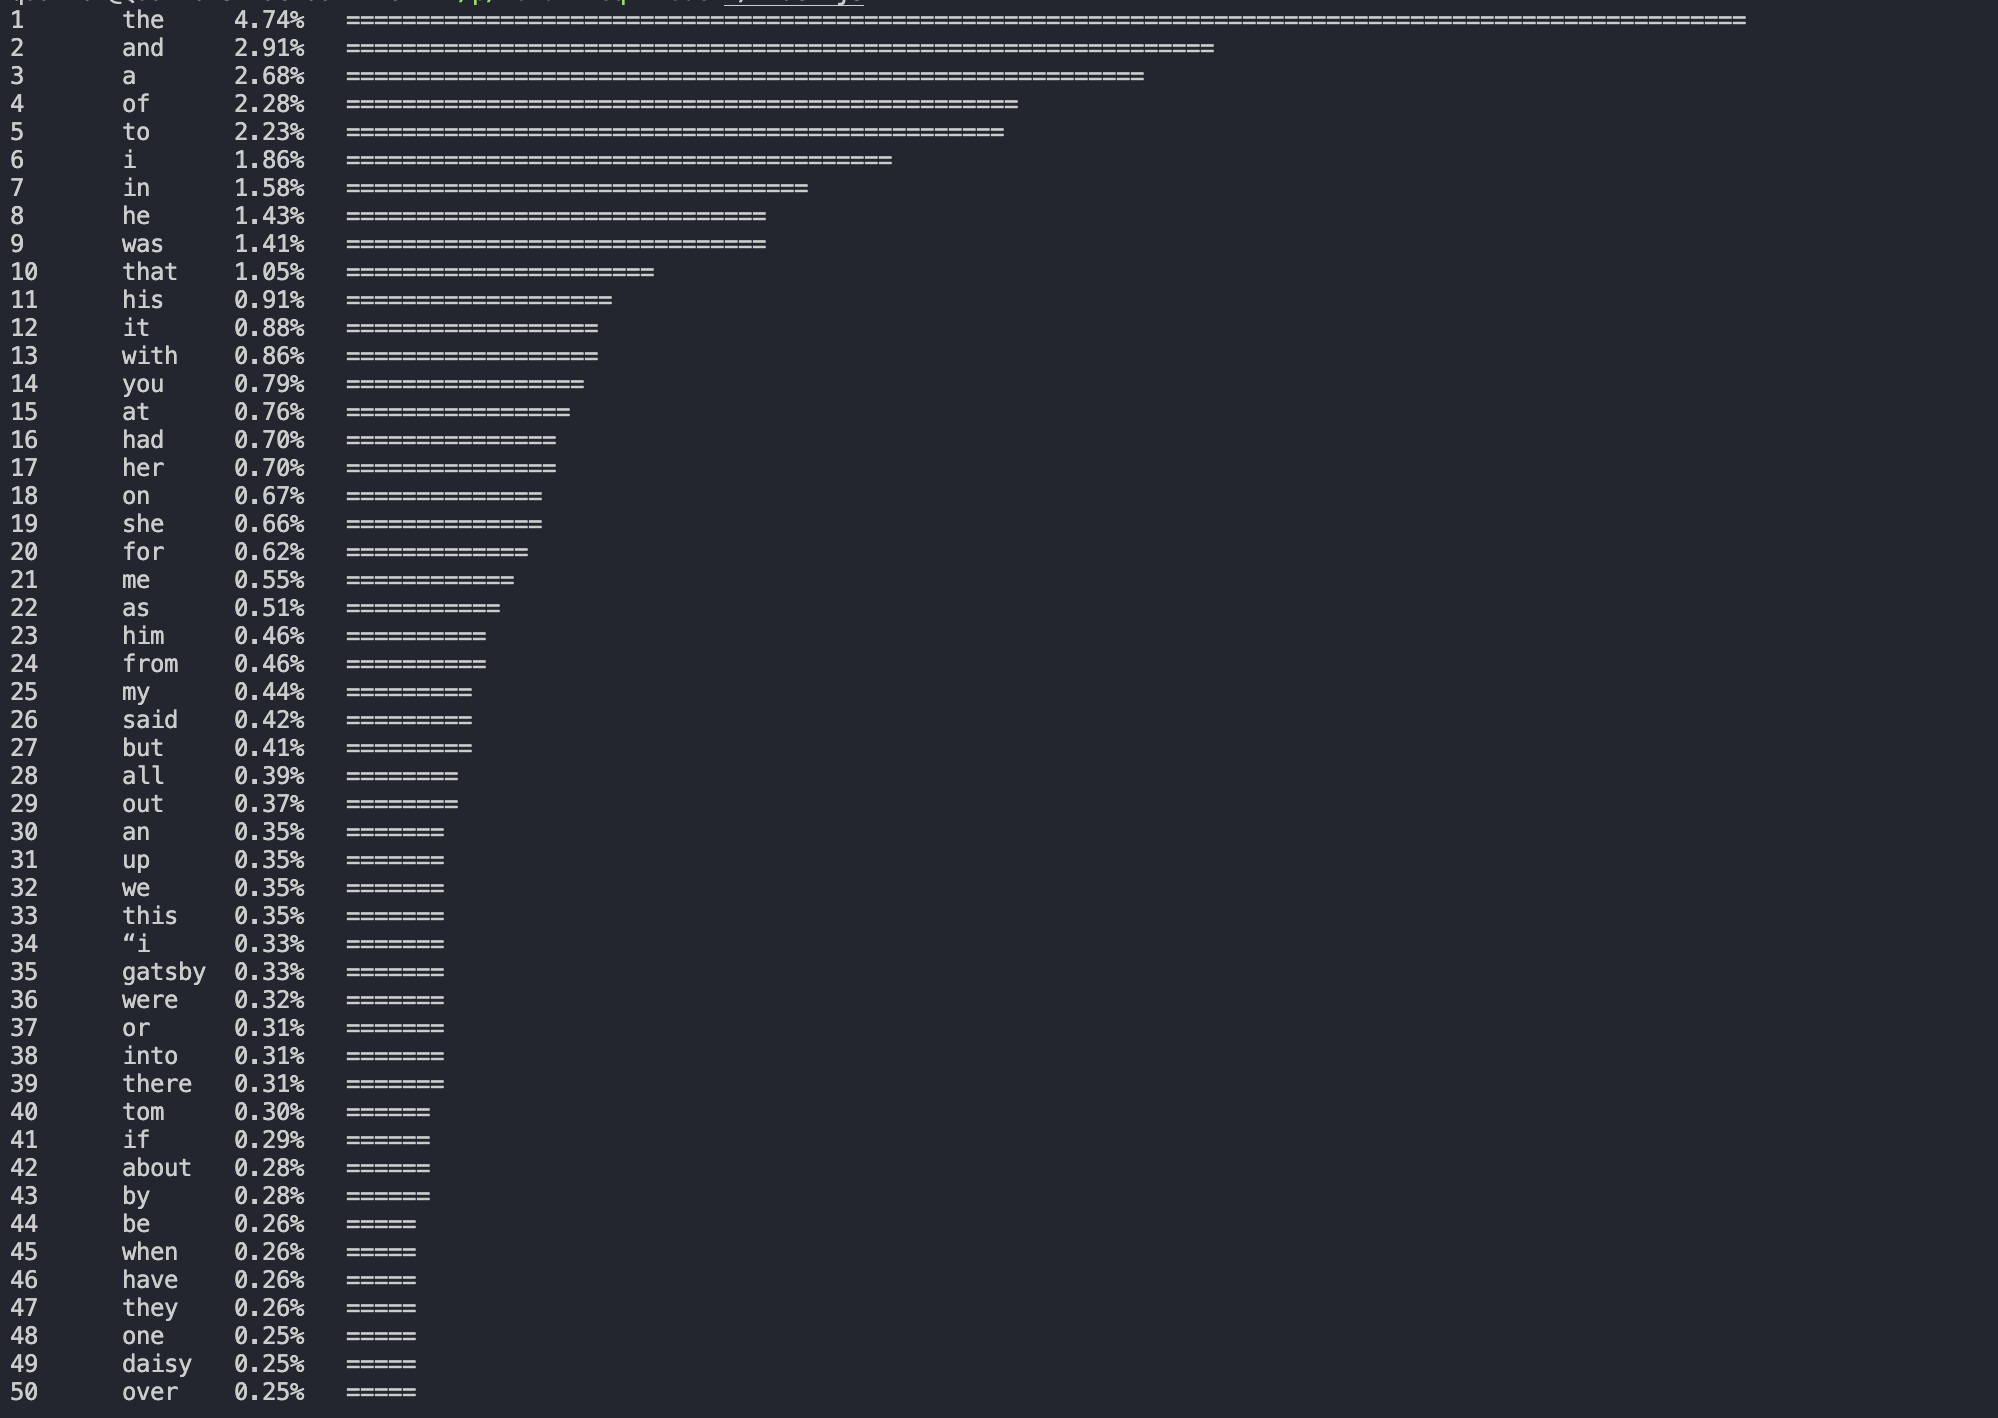 1 the 4.74% ====================================================================================================
2 and 2.91% ==============================================================
3 a 2.68% =========================================================
4 of 2.28% ================================================
5 to 2.23% ===============================================
6 i 1.86% =======================================
7 in 1.58% =================================
8 he 1.43% ==============================
9 was 1.41% ==============================
10 that 1.05% ======================
11 his 0.91% ===================
12 it 0.88% ==================
13 with 0.86% ==================
14 you 0.79% =================
15 at 0.76% ================
16 had 0.70% ===============
17 her 0.70% ===============
18 on 0.67% ==============
19 she 0.66% ==============
20 for 0.62% =============
21 me 0.55% ============
22 as 0.51% ===========
23 him 0.46% ==========
24 from 0.46% ==========
25 my 0.44% =========
26 said 0.42% =========
27 but 0.41% =========
28 all 0.39% ========
29 out 0.37% ========
30 an 0.35% =======
31 up 0.35% =======
32 we 0.35% =======
33 this 0.35% =======
34 “i 0.33% =======
35 gatsby 0.33% =======
36 were 0.32% =======
37 or 0.31% =======
38 into 0.31% =======
39 there 0.31% =======
40 tom 0.30% ======
41 if 0.29% ======
42 about 0.28% ======
43 by 0.28% ======
44 be 0.26% =====
45 when 0.26% =====
46 have 0.26% =====
47 they 0.26% =====
48 one 0.25% =====
49 daisy 0.25% =====
50 over 0.25% =====